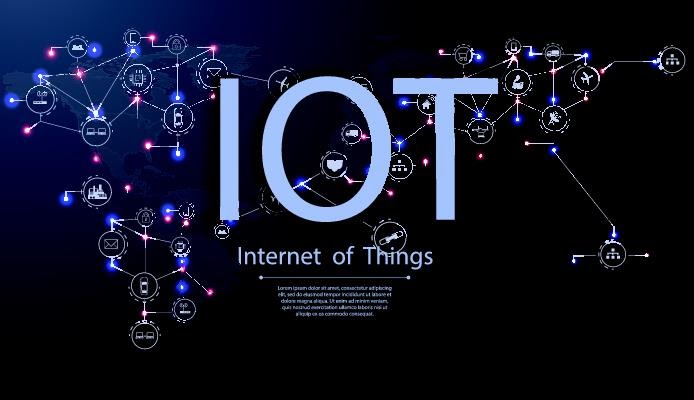 IOT
Internet of Things
Lorem ipsum dolor sit amet, consectetur adipiscing
elit, sed do eiusmod tempor incididunt ut labore et
dolore magna aliqua. Ut enim ad minim veniam,
quis nostrud exercitation ullamco laboris nisi ut
aliquip ex ea commodo consequat.